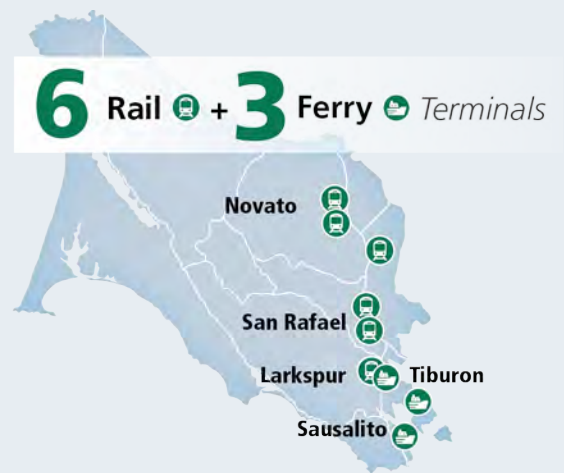 6 Rail + 3 Ferry Terminals
Novato
San Rafael
Larkspur
Tiburon
Sausalito